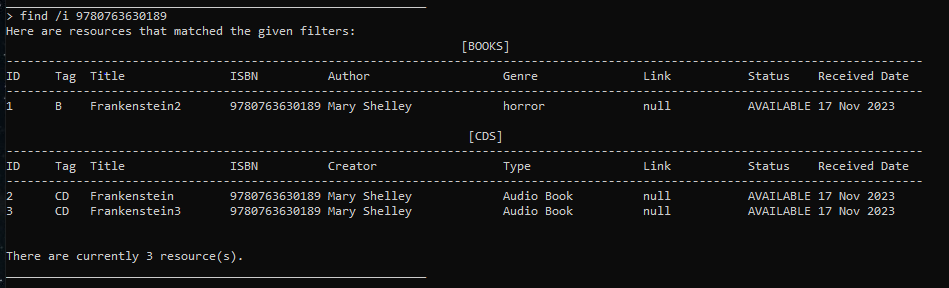 > find /i 9780763630189
Here are resources that matched the given filters:
[BOOKS]
ID Tag Title ISBN Author Genre Link Status Received Date
1 B Frankenstein2 9780763630189 Mary Shelley horror null AVAILABLE 17 Nov 2023
[CDS]
ID Tag Title ISBN Creator Type Link Status Received Date
2 CD Frankenstein 9780763630189 Mary Shelley Audio Book null AVAILABLE 17 Nov 2023
3 CD Frankenstein3 9780763630189 Mary Shelley Audio Book null AVAILABLE 17 Nov 2023
There are currently 3 resource(s).